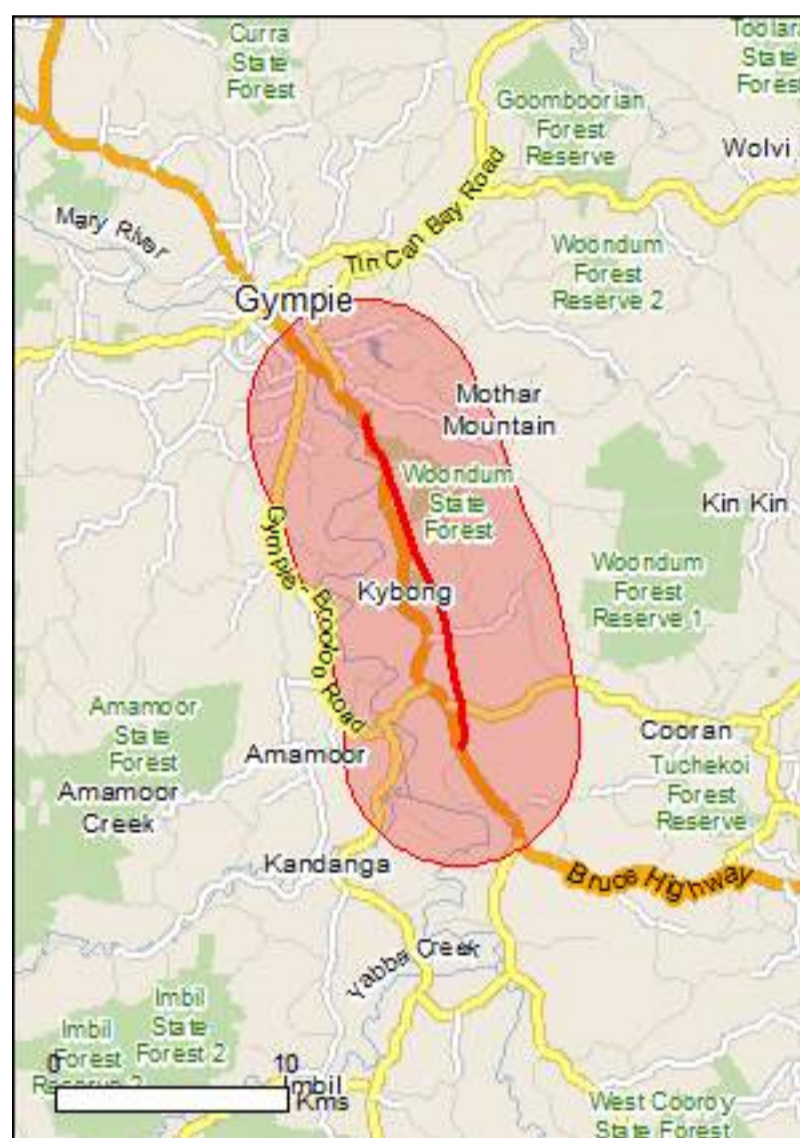 Curra
State
Forest
Toolara
State
Forest
Goomboorian
Forest
Reserve
Wolvi
Mary River
Tin Can Bay Road
Woondum
Forest
Reserve 2
Gympie
Mothar
Mountain
Woondum
State
Forest
Kin Kin
Gympie - Brooloo Road
Kybong
Woondum
Forest
Reserve 1
Amamoor
State
Forest
Cooran
Amamoor
Tuchekoi
Forest
Reserve
Amamoor
Creek
Kandanga
Bruce Highway
Yabba Creek
Imbil
State
Forest 2
Imbil
Forest
Reserve 2
0
10
Imbil
Kms
West Cooroy
State Forest